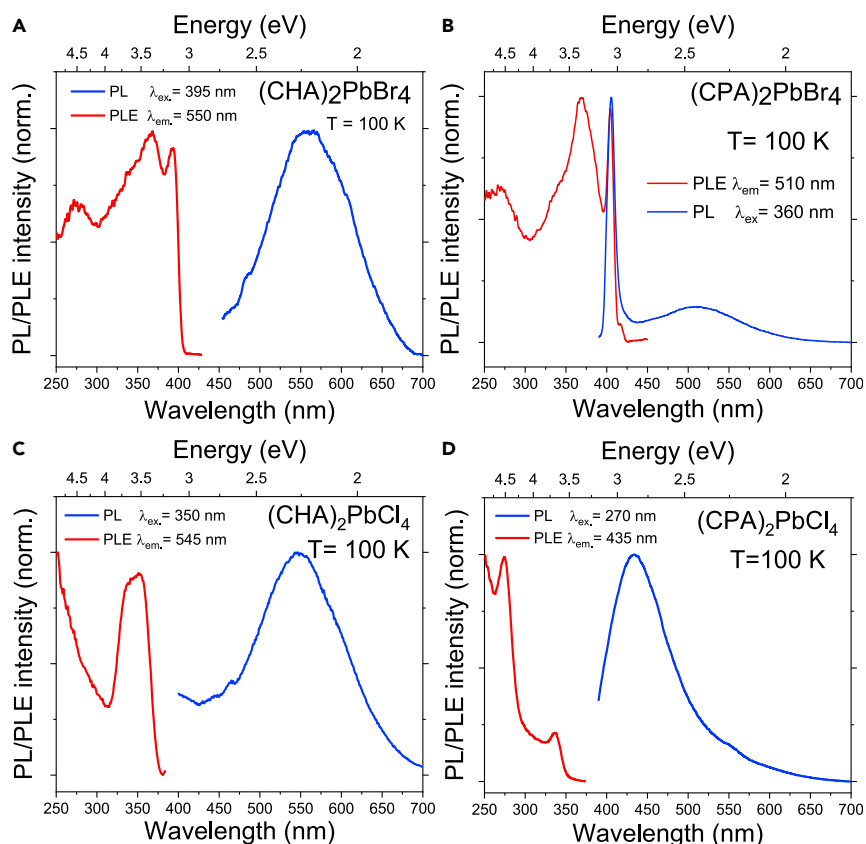 A
Energy (eV)
4.5 4 3.5 3 2.5 2
PL λex.= 395 nm
PLE λem.= 550 nm
(CHA)2PbBr4
T = 100 K
PL/PLE intensity (norm.)
250 300 350 400 450 500 550 600 650 700
Wavelength (nm)
B
Energy (eV)
4.5 4 3.5 3 2.5 2
(CPA)2PbBr4
T= 100 K
PLE λem= 510 nm
PL λex= 360 nm
PL/PLE intensity (norm.)
250 300 350 400 450 500 550 600 650 700
Wavelength (nm)
C
Energy (eV)
4.5 4 3.5 3 2.5 2
PL λex.= 350 nm
PLE λem.= 545 nm
(CHA)2PbCl4
T= 100 K
PL/PLE intensity (norm.)
250 300 350 400 450 500 550 600 650 700
Wavelength (nm)
D
Energy (eV)
4.5 4 3.5 3 2.5 2
PL λex.= 270 nm
PLE λem.= 435 nm
(CPA)2PbCl4
T=100 K
PL/PLE intensity (norm.)
250 300 350 400 450 500 550 600 650 700
Wavelength (nm)